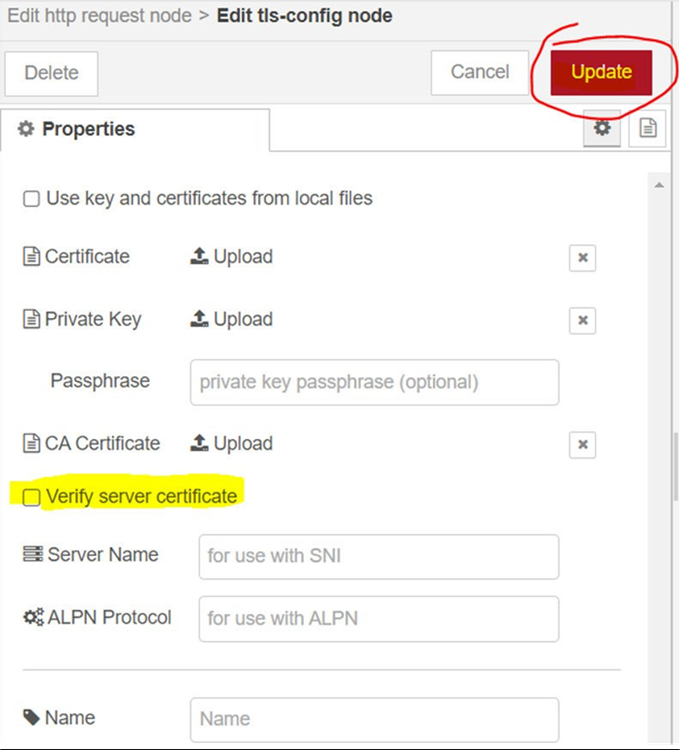 Edit http request node > Edit tls-config node
Delete Cancel Update
Properties
Use key and certificates from local files
Certificate Upload
Private Key Upload
Passphrase private key passphrase (optional)
CA Certificate Upload
Verify server certificate
Server Name for use with SNI
ALPN Protocol for use with ALPN
Name Name